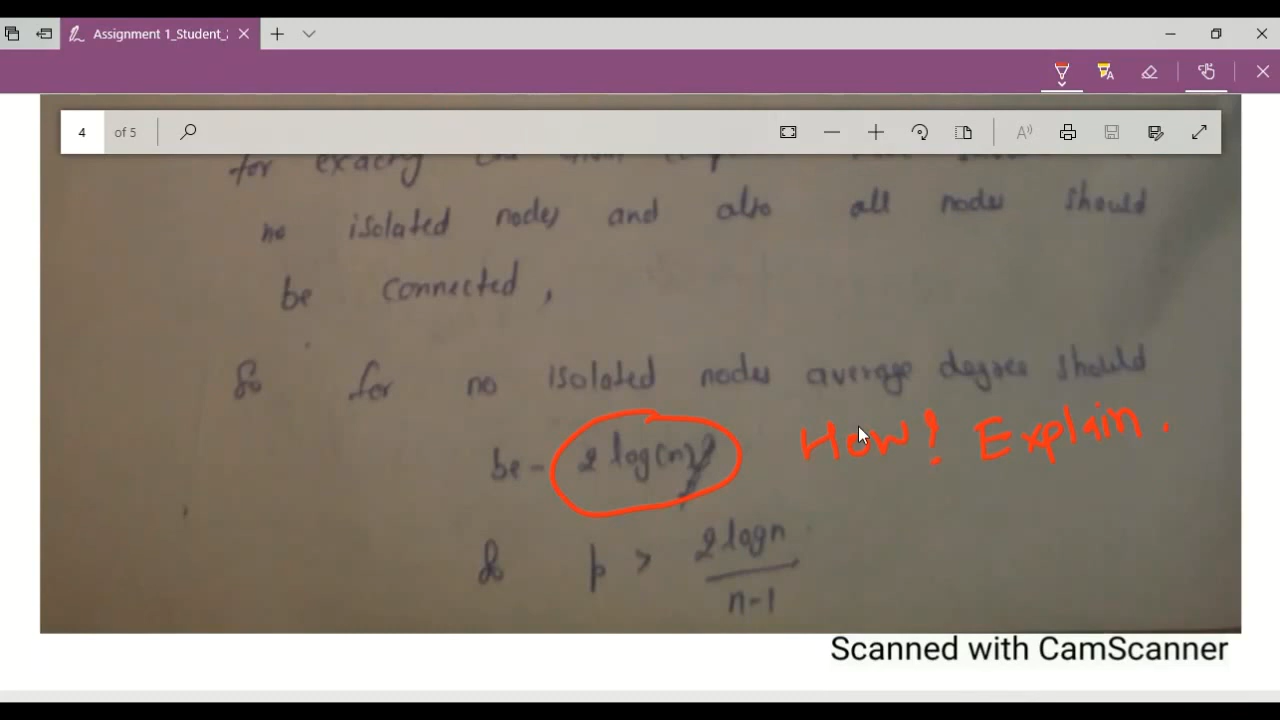 Assignment 1_Student_
4 of 5
for exactly
no isolated nodes and also all nodes should
be connected,
So for no isolated nodes average degree should
be - 2 log(n) How? Explain.
& p > 2logn
n-1
Scanned with CamScanner